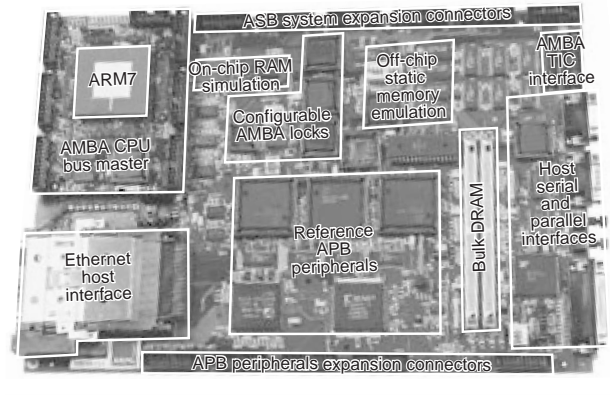 ASB system expansion connectors
ARM7
AMBA CPU
bus master
On-chip RAM
simulation
Configurable
AMBA locks
Off-chip
static
memory
emulation
AMBA
TIC
interface
Host
serial
and
parallel
interfaces
Bulk DRAM
Reference
APB
peripherals
Ethernet
host
interface
APB peripherals expansion connectors